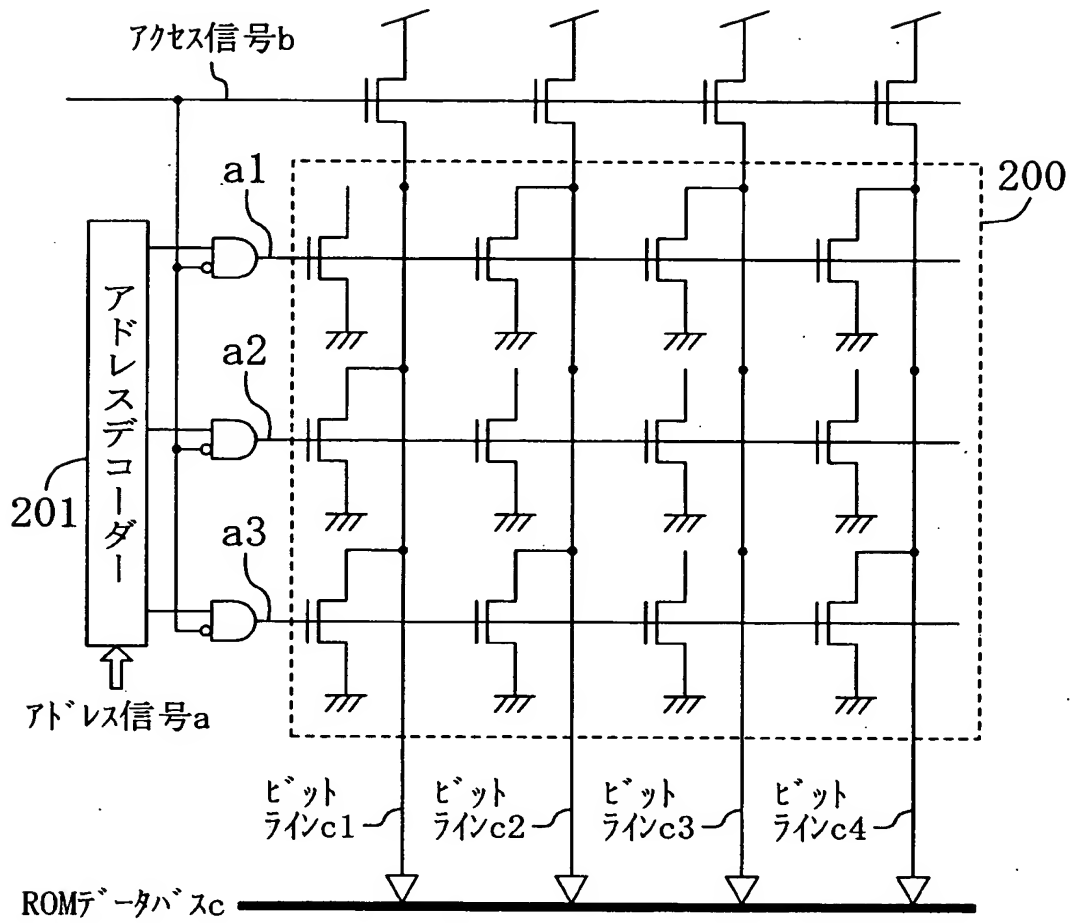 アクセス信号b
a1
200
アドレスデコーダー
a2
201
a3
アドレス信号a
ビット
ラインc1
ビット
ラインc2
ビット
ラインc3
ビット
ラインc4
ROMデータバスc